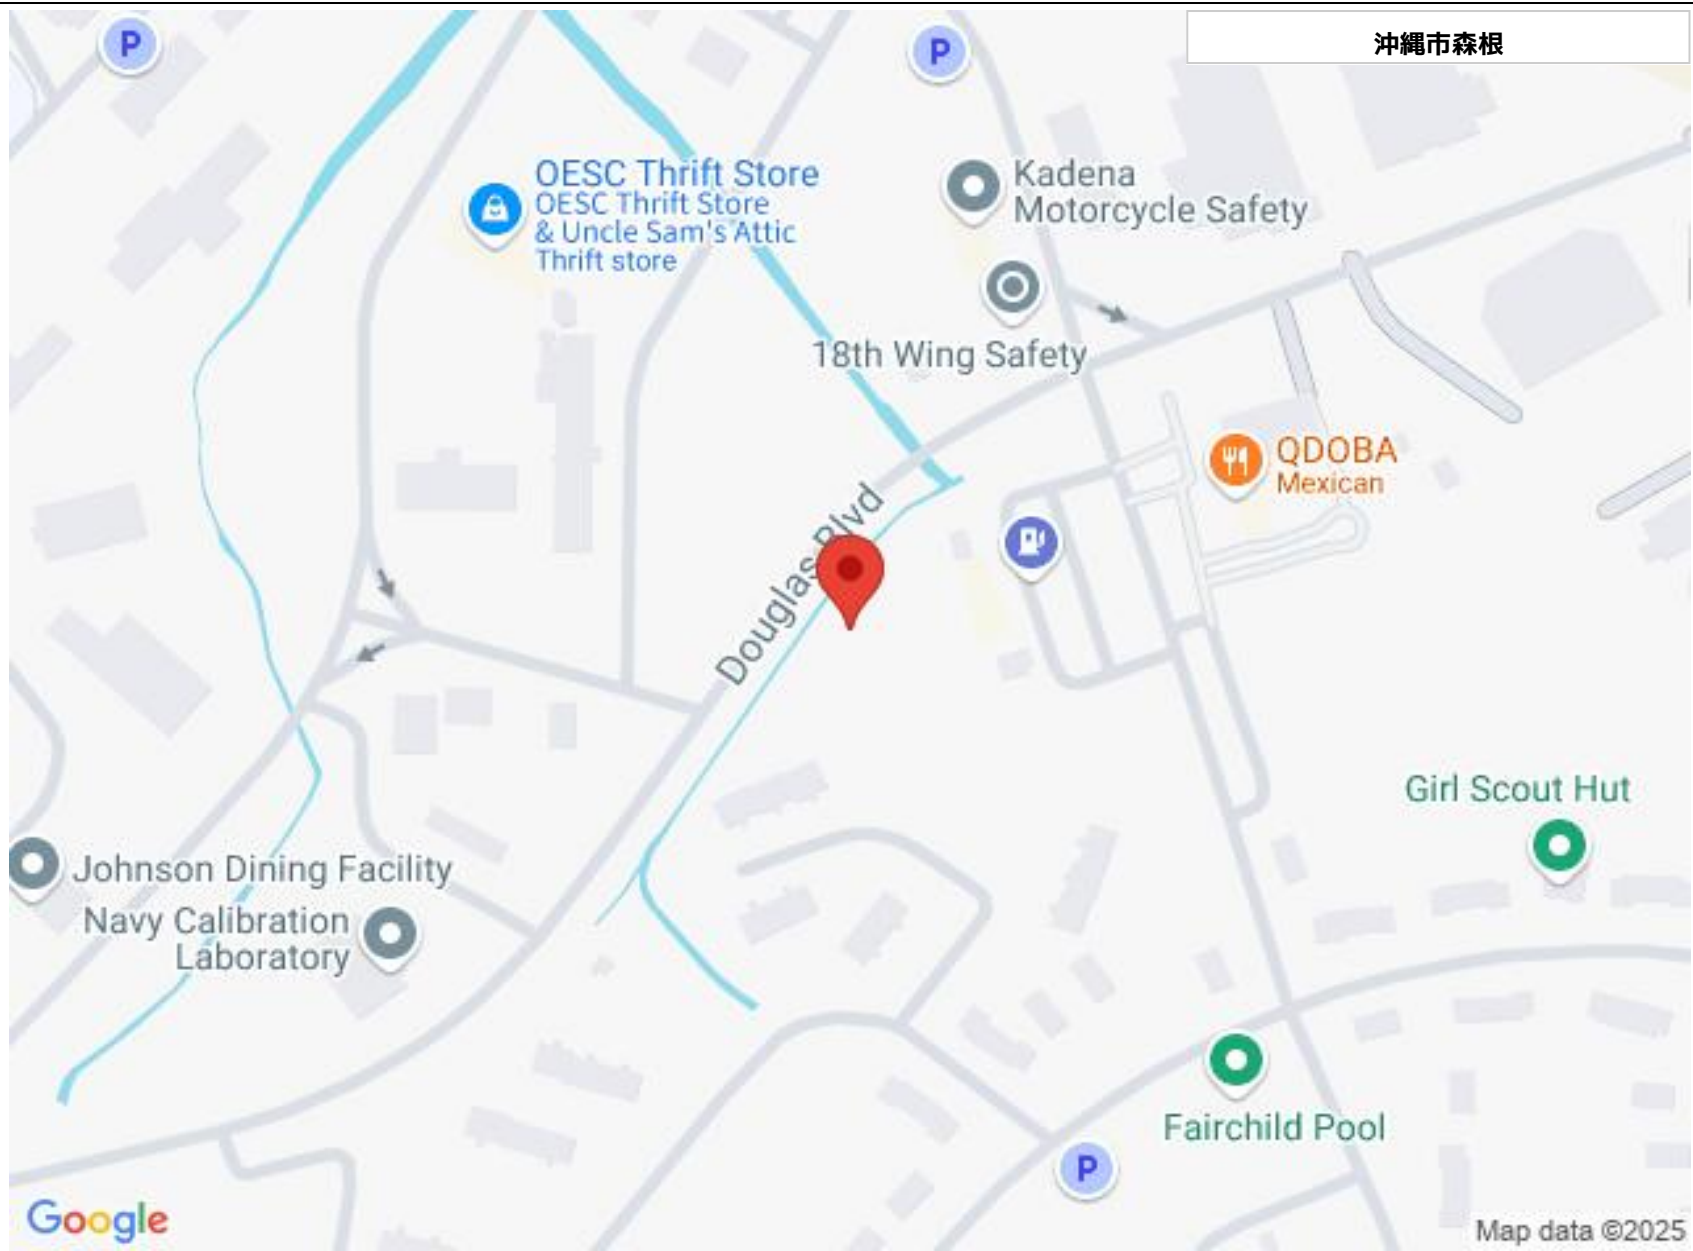 沖縄市森根
P
P
OESC Thrift Store
OESC Thrift Store
& Uncle Sam's Attic
Thrift store
Kadena
Motorcycle Safety
18th Wing Safety
QDOBA
Mexican
Douglas Blvd
Girl Scout Hut
Johnson Dining Facility
Navy Calibration
Laboratory
Fairchild Pool
P
Google
Map data ©2025